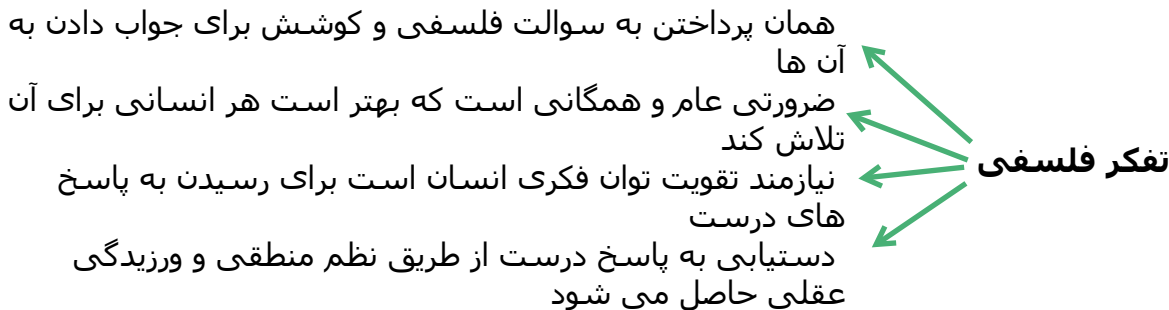 تفکر فلسفی
همان پرداختن به سوالت فلسفی و کوشش برای جواب دادن به
آن ها
ضرورتی عام و همگانی است که بهتر است هر انسانی برای آن
تلاش کند
نیازمند تقویت توان فکری انسان است برای رسیدن به پاسخ
های درست
دستیابی به پاسخ درست از طریق نظم منطقی و ورزیدگی
عقلی حاصل می شود